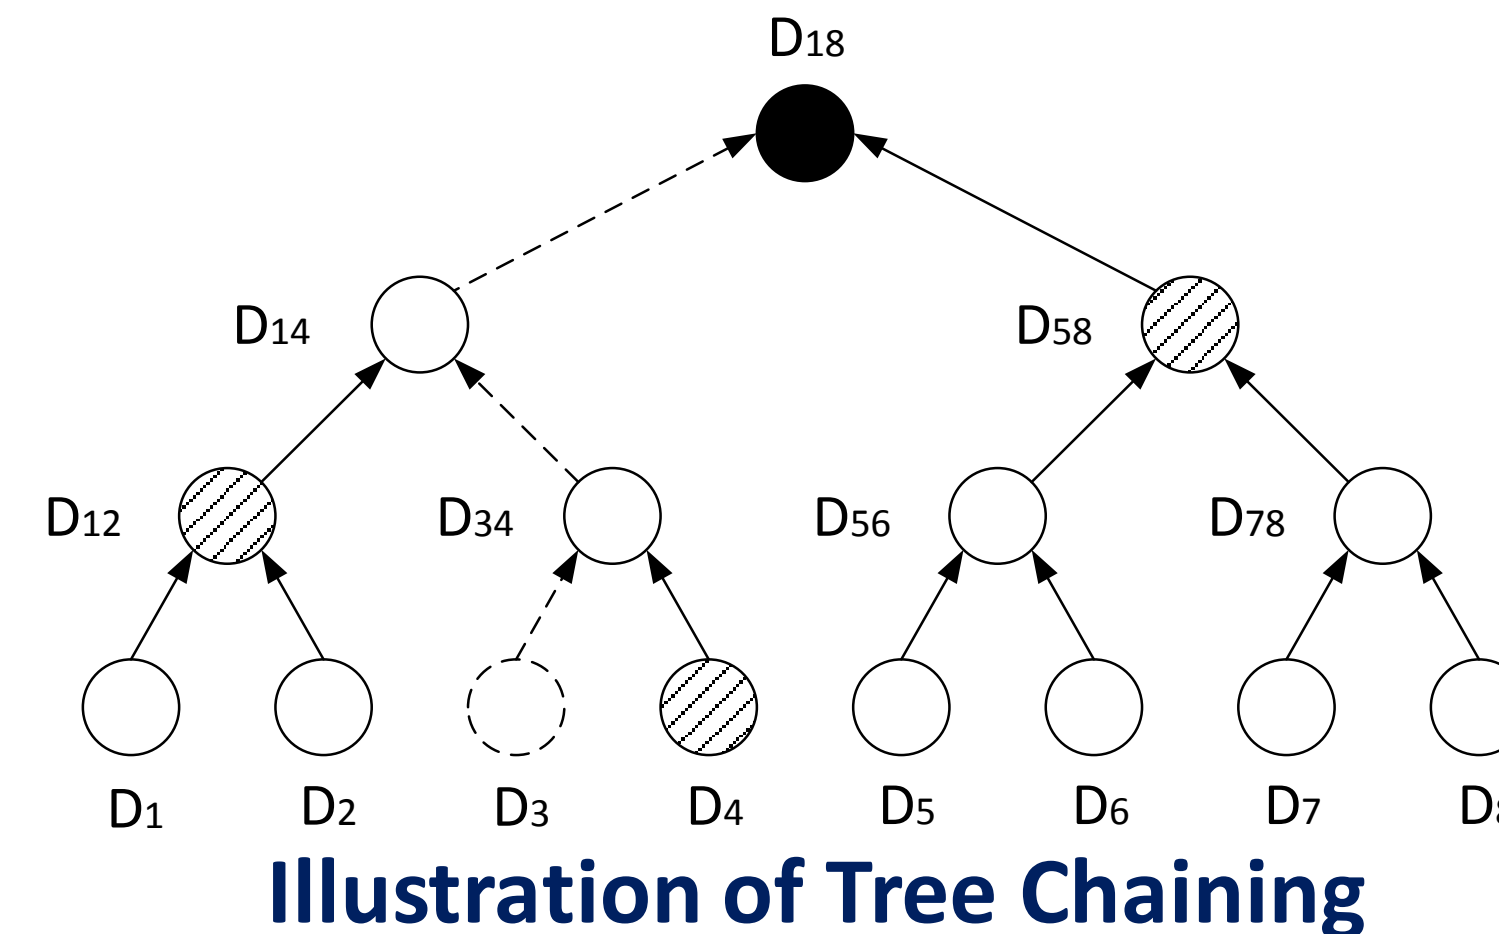 D18
D14 D58
D12 D34 D56 D78
D1 D2 D3 D4 D5 D6 D7
Illustration of Tree Chaining